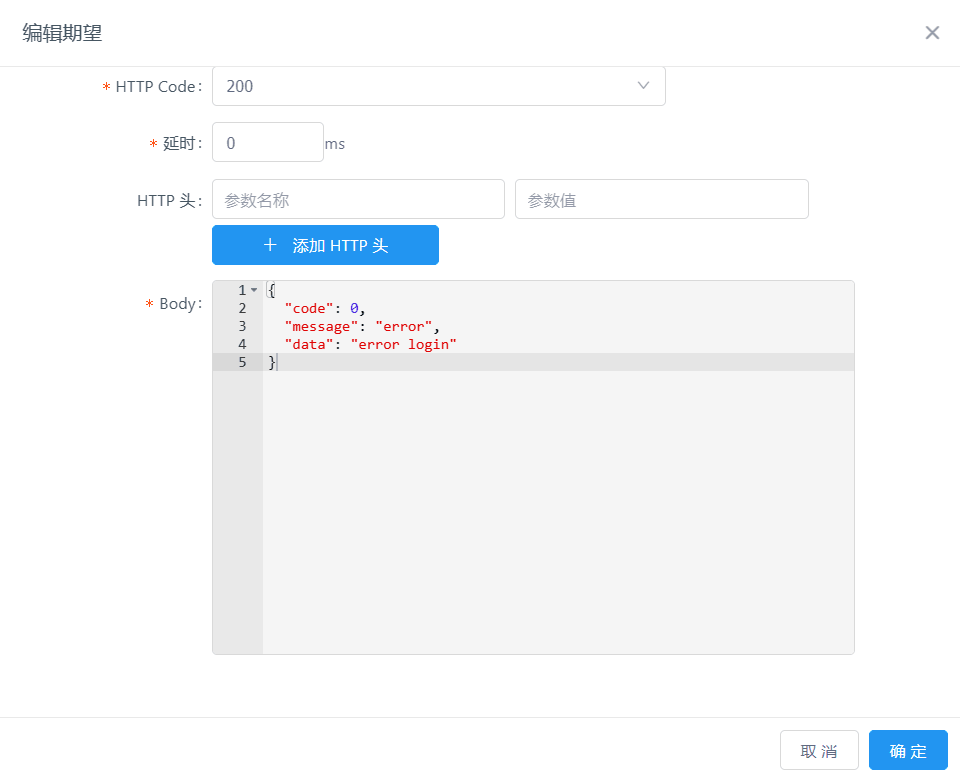 编辑期望
* HTTP Code: 200
* 延时: 0 ms
HTTP 头: 参数名称 参数值
添加 HTTP 头
* Body:
1 {
2 "code": 0,
3 "message": "error",
4 "data": "error login"
5 }
取 消 确 定